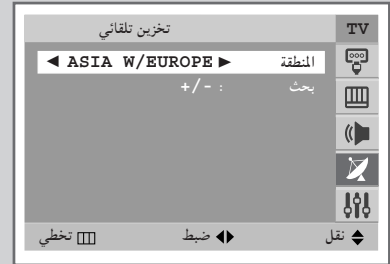 تخزين تلقائي
TV
المنطقة ◀ ASIA W/EUROPE ▶
بحث : -/+
نقل ضبط تخطي